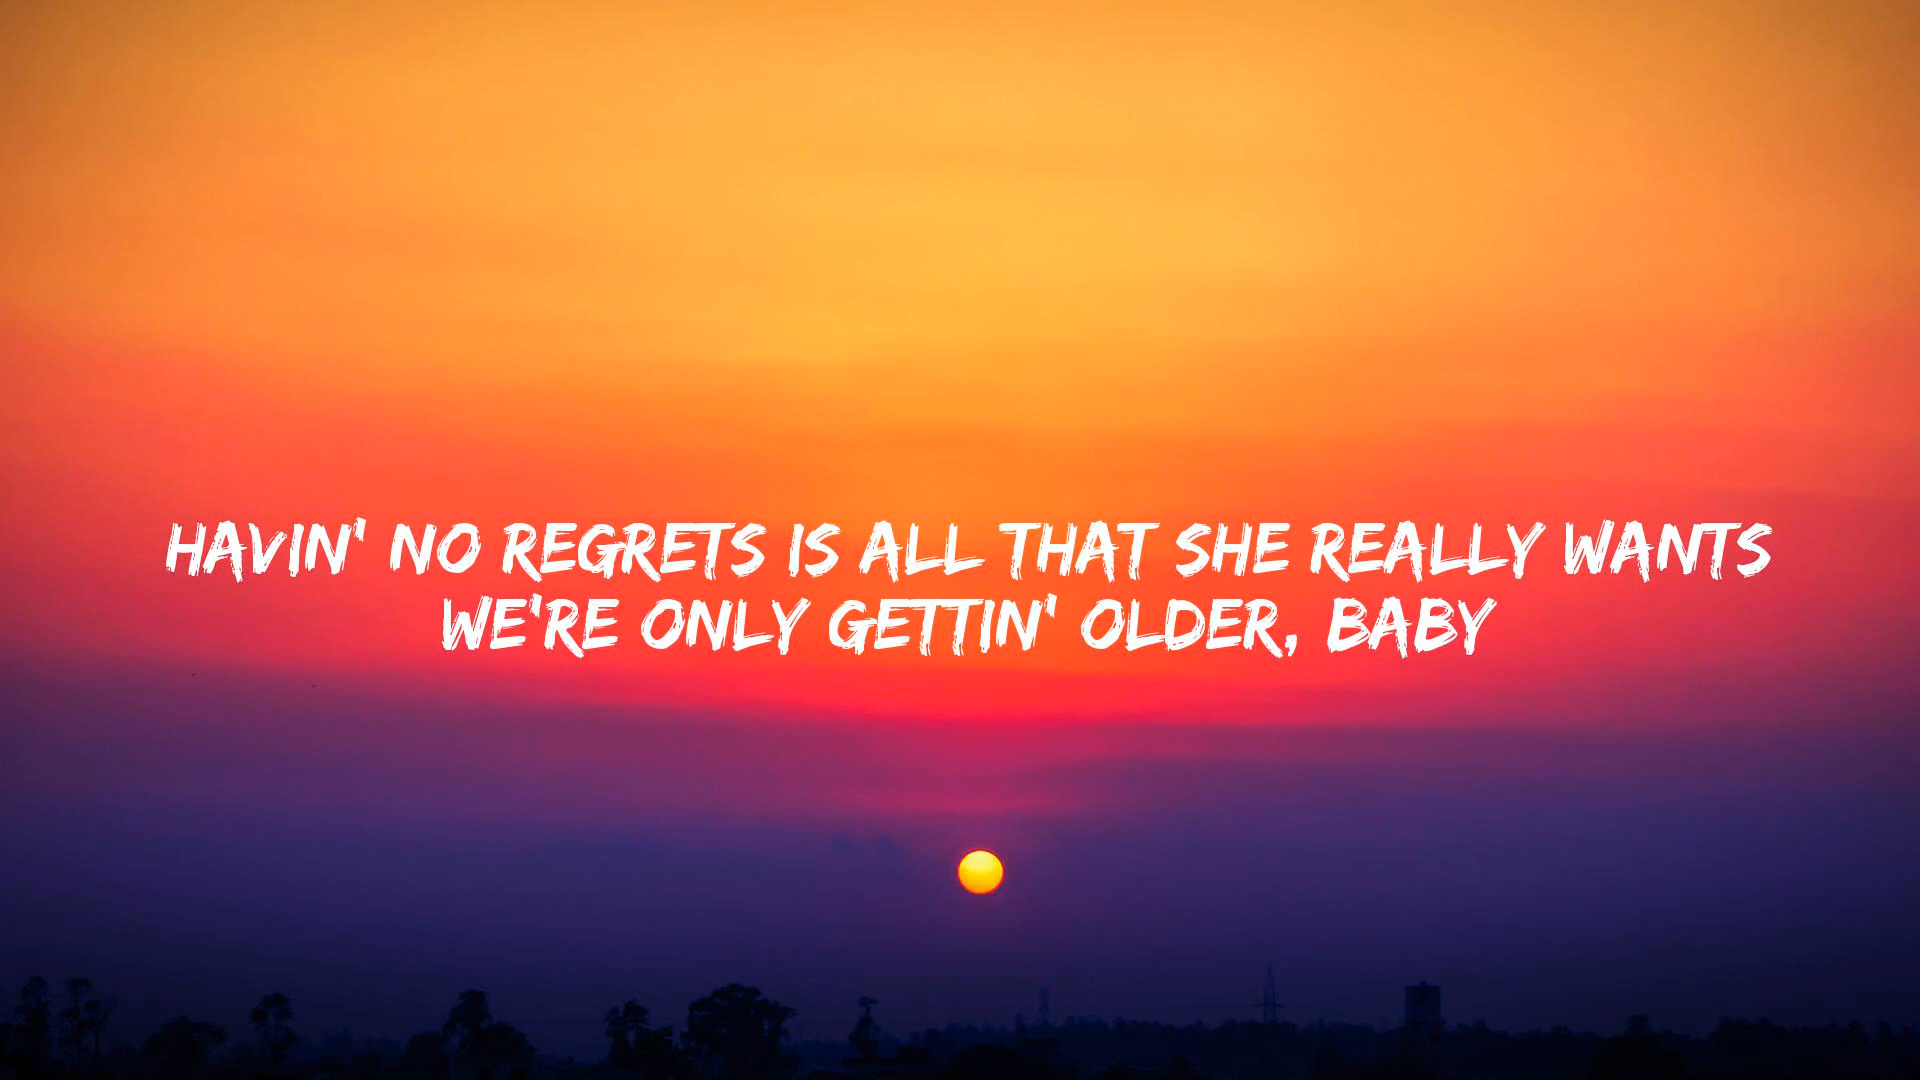 HAVIN' NO REGRETS IS ALL THAT SHE REALLY WANTS
WE'RE ONLY GETTIN' OLDER, BABY